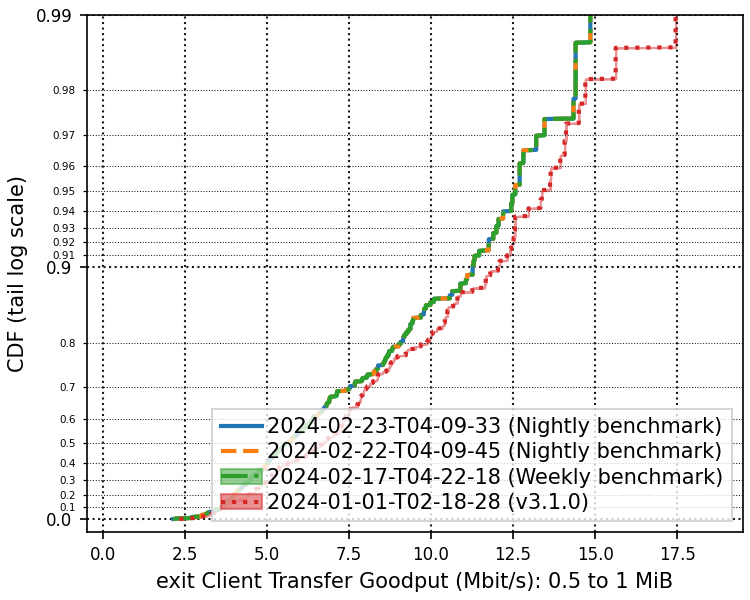 0.99
0.98
0.97
0.96
0.95
0.94
0.93
0.92
0.91
0.9
0.8
0.7
0.6
0.5
0.4
0.3
0.2
0.1
0.0
CDF (tail log scale)
2024-02-23-T04-09-33 (Nightly benchmark)
2024-02-22-T04-09-45 (Nightly benchmark)
2024-02-17-T04-22-18 (Weekly benchmark)
2024-01-01-T02-18-28 (v3.1.0)
0.0 2.5 5.0 7.5 10.0 12.5 15.0 17.5
exit Client Transfer Goodput (Mbit/s): 0.5 to 1 MiB